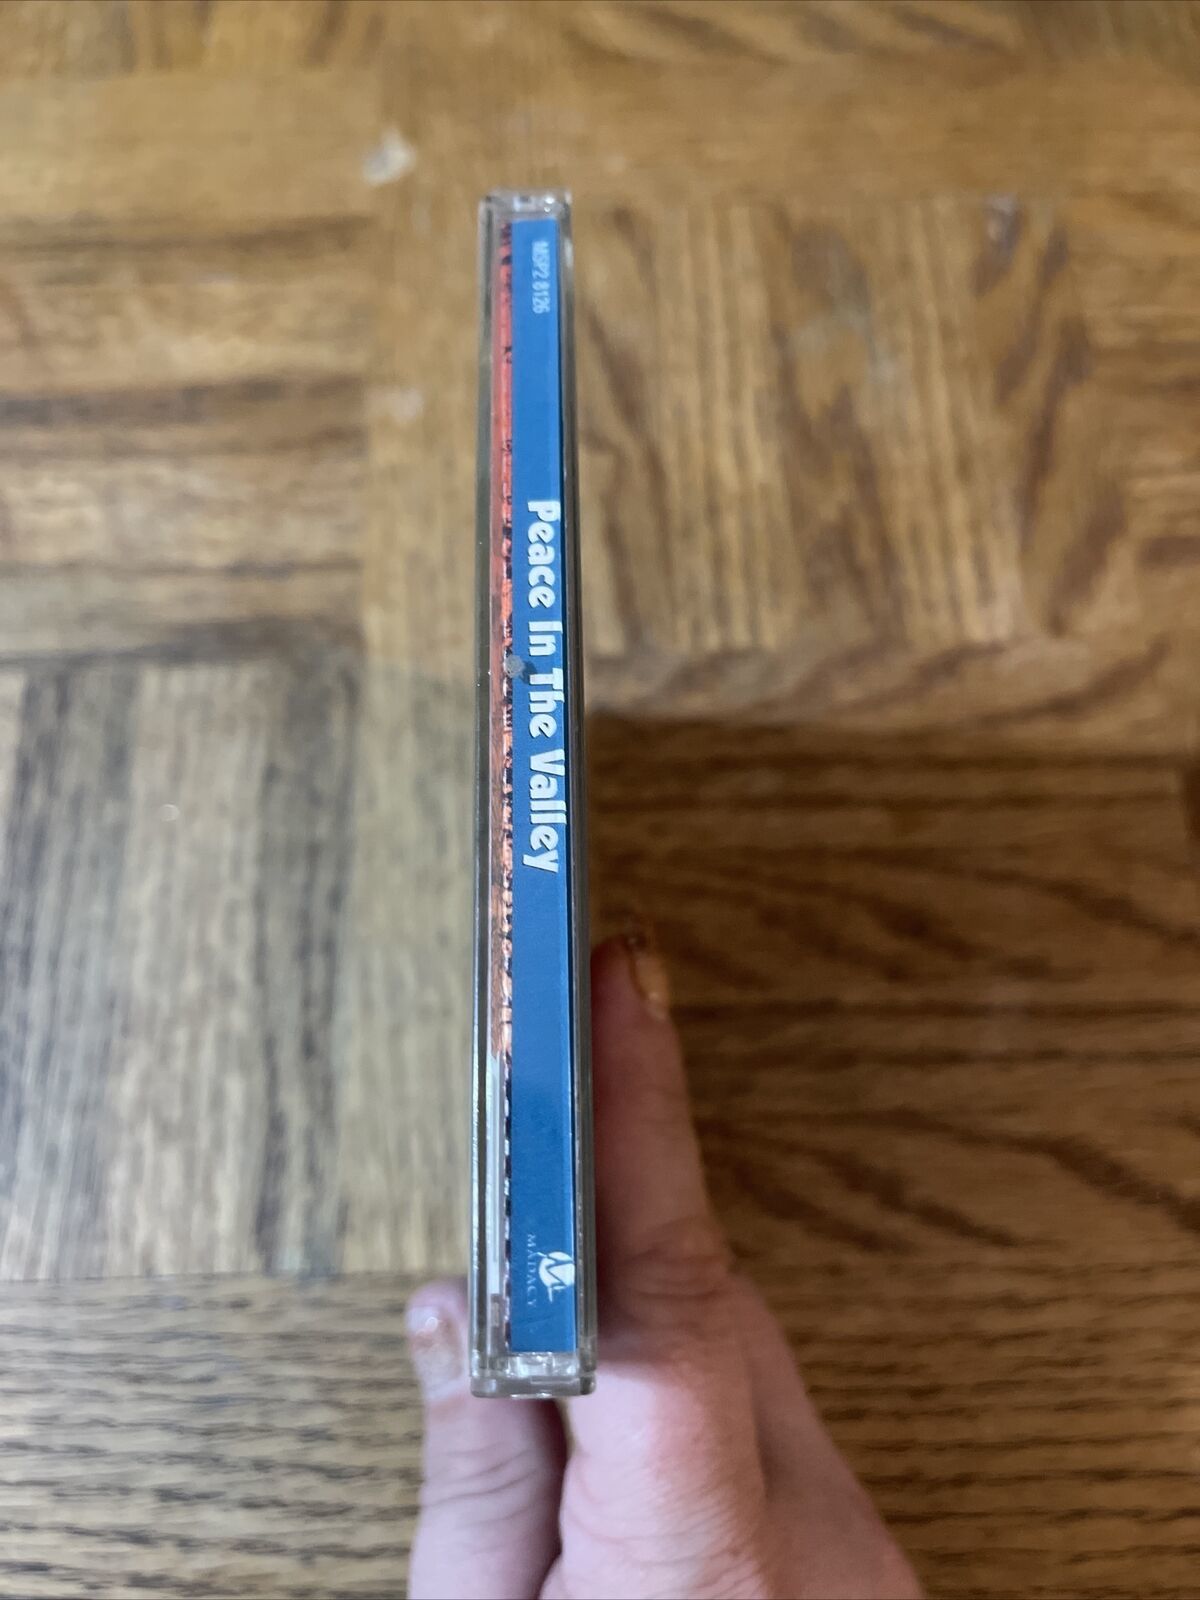 MSP2 8126
Peace In The Valley
MADACY